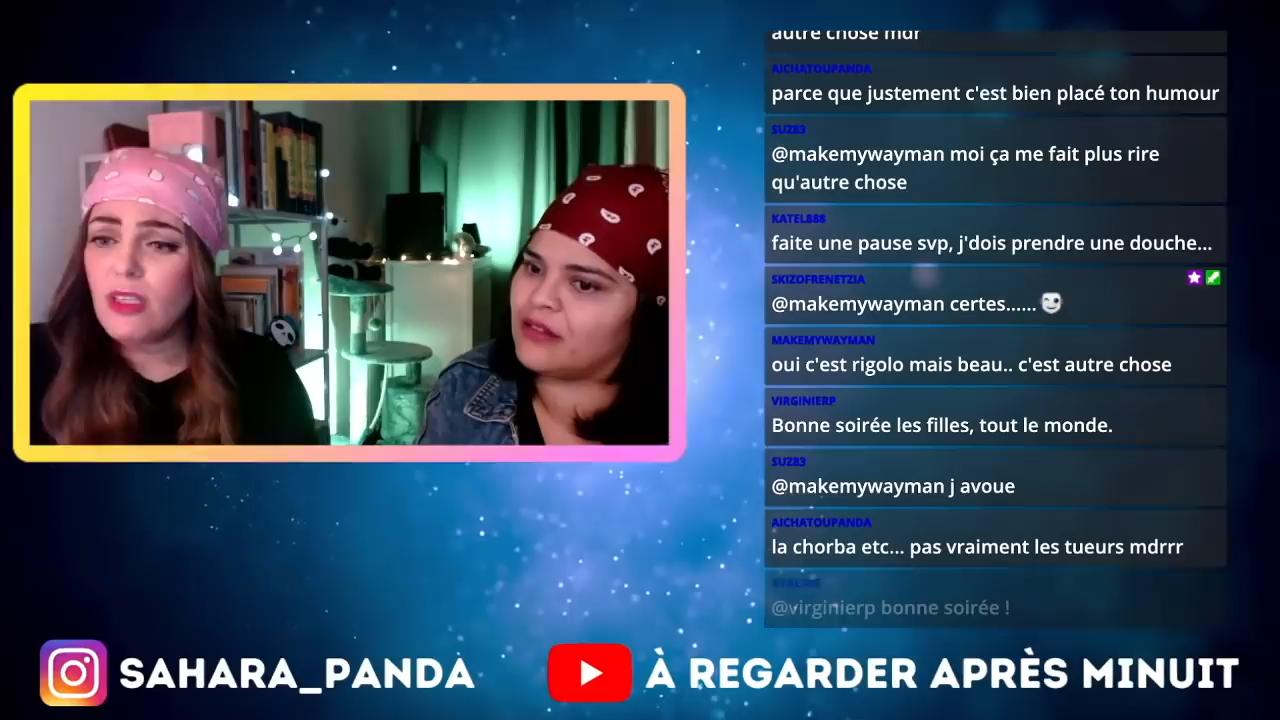 autre chose mdr
AICHATOUPANDA
parce que justement c'est bien placé ton humour
SUZ83
@makemywayman moi ça me fait plus rire
qu'autre chose
KATEL888
faite une pause svp, j'dois prendre une douche...
SKIZOFRENETZIA
@makemywayman certes......
MAKEMYWAYMAN
oui c'est rigolo mais beau.. c'est autre chose
VIRGINIERP
Bonne soirée les filles, tout le monde.
SUZ83
@makemywayman j avoue
AICHATOUPANDA
la chorba etc... pas vraiment les tueurs mdrrr
@virginierp bonne soirée !
SAHARA_PANDA
À REGARDER APRÈS MINUIT